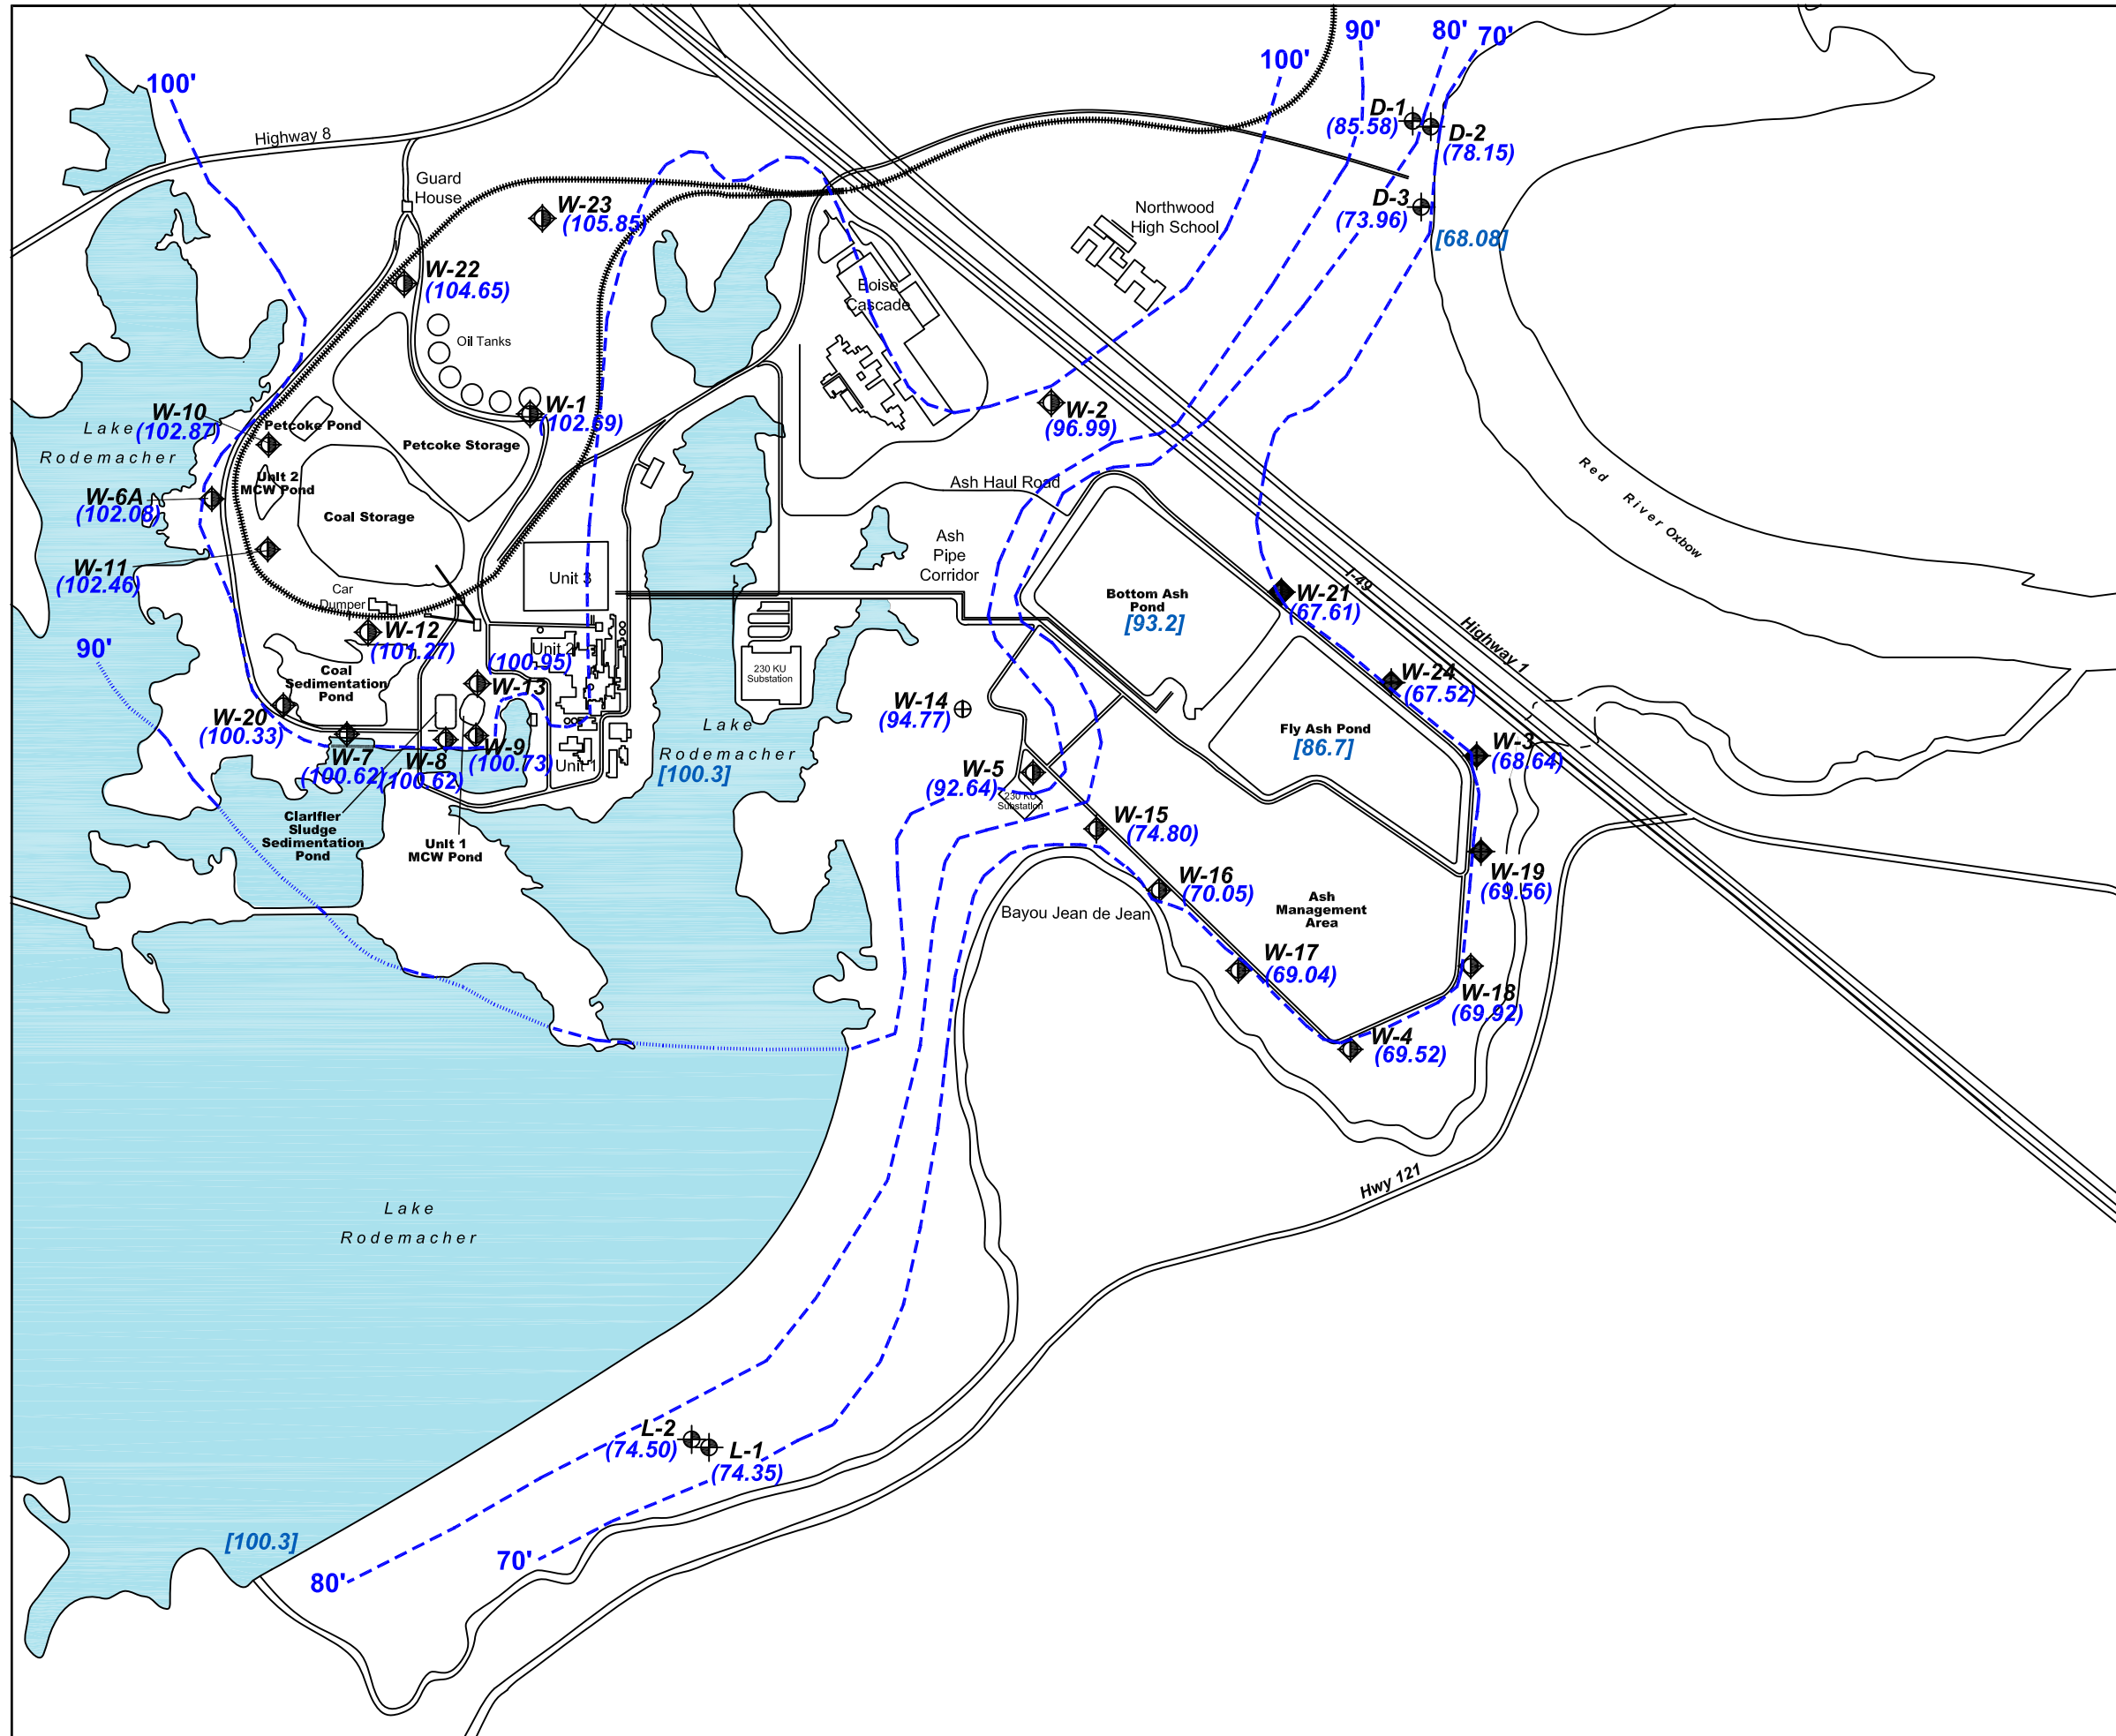 90'
80'
70'
100'
100'
D-1
(85.58)
D-2
(78.15)
Highway 8
Guard
House
W-23
(105.85)
Northwood
High School
D-3
(73.96)
[68.08]
W-22
(104.65)
Boise
Cascade
Oil Tanks
W-10
(102.87)
Lake
Rodemacher
Petcoke Pond
W-1
(102.69)
Petcoke Storage
W-2
(96.99)
Unit 2
MCW Pond
W-6A
(102.08)
Coal Storage
Ash Haul Road
Red River Oxbow
W-11
(102.46)
Ash
Pipe
Corridor
Unit 3
Car
Dumper
Bottom Ash
Pond
[93.2]
I-49
Highway 1
W-21
(67.61)
W-12
(101.27)
90'
Unit 2
(100.95)
W-13
Coal
Sedimentation
Pond
230 KU
Substation
W-24
(67.52)
W-14
(94.77)
W-20
(100.33)
Lake
Rodemacher
[100.3]
Fly Ash Pond
[86.7]
W-3
(68.64)
W-7
(100.62)
W-8
(100.62)
W-9
(100.73)
Unit 1
W-5
(92.64)
230 KU
Substation
Clarifier
Sludge
Sedimentation
Pond
Unit 1
MCW Pond
W-15
(74.80)
W-19
(69.56)
W-16
(70.05)
Ash
Management
Area
Bayou Jean de Jean
W-17
(69.04)
W-18
(69.92)
W-4
(69.52)
Hwy 121
Lake
Rodemacher
L-2
(74.50)
L-1
(74.35)
[100.3]
70'
80'